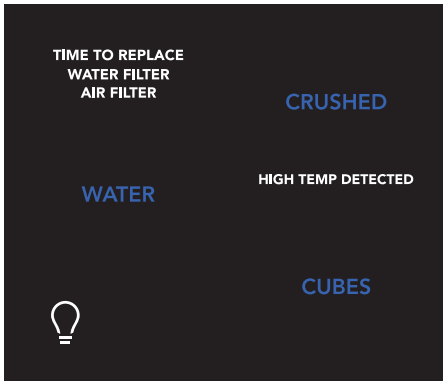 TIME TO REPLACE
WATER FILTER
AIR FILTER
CRUSHED
WATER
HIGH TEMP DETECTED
CUBES